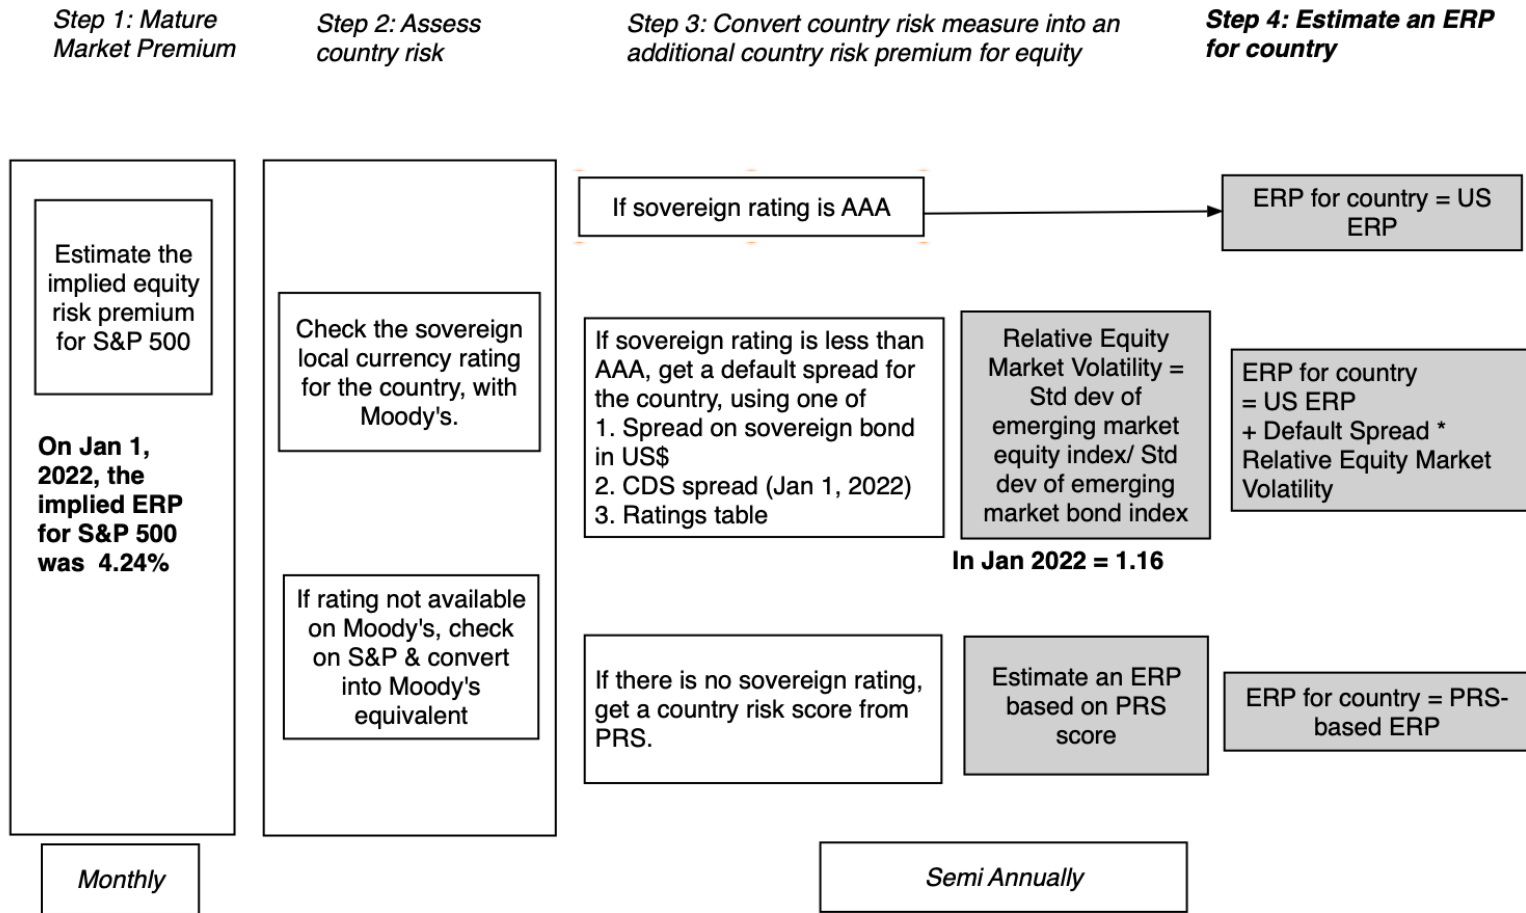 Step 1: Mature
Market Premium
Step 2: Assess
country risk
Step 3: Convert country risk measure into an
additional country risk premium for equity
Step 4: Estimate an ERP
for country
Estimate the
implied equity
risk premium
for S&P 500
On Jan 1,
2022, the
implied ERP
for S&P 500
was  4.24%
Check the sovereign
local currency rating
for the country, with
Moody's.
If rating not available
on Moody's, check
on S&P & convert
into Moody's
equivalent
If sovereign rating is AAA
ERP for country = US
ERP
If sovereign rating is less than
AAA, get a default spread for
the country, using one of
1. Spread on sovereign bond
in US$
2. CDS spread (Jan 1, 2022)
3. Ratings table
Relative Equity
Market Volatility =
Std dev of
emerging market
equity index/ Std
dev of emerging
market bond index
In Jan 2022 = 1.16
ERP for country
= US ERP
+ Default Spread *
Relative Equity Market
Volatility
If there is no sovereign rating,
get a country risk score from
PRS.
Estimate an ERP
based on PRS
score
ERP for country = PRS-
based ERP
Monthly
Semi Annually